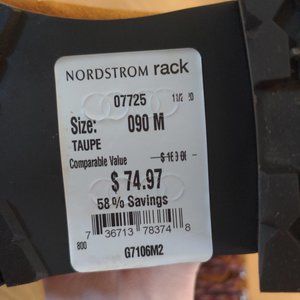 NORDSTROM rack
07725
Size: 090 M
TAUPE
Comparable Value
$ 74.97
58 % Savings
7 36713 78374 8
800
G7106M2